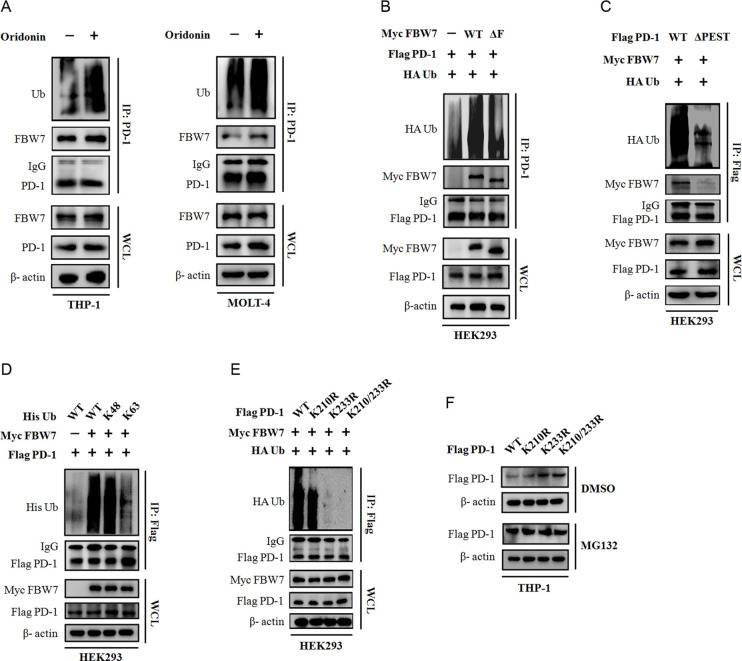 A
Oridonin − +
Ub
FBW7
IgG
PD-1
IP: PD-1
FBW7
PD-1
β- actin
WCL
THP-1
Oridonin − +
Ub
FBW7
IgG
PD-1
IP: PD-1
FBW7
PD-1
β- actin
WCL
MOLT-4
B
Myc FBW7 − WT ΔF
Flag PD-1 + + +
HA Ub + + +
HA Ub
Myc FBW7
IgG
Flag PD-1
IP: PD-1
Myc FBW7
Flag PD-1
β-actin
WCL
HEK293
C
Flag PD-1 WT ΔPEST
Myc FBW7 + +
HA Ub + +
HA Ub
Myc FBW7
IgG
Flag PD-1
IP: Flag
Myc FBW7
Flag PD-1
β- actin
WCL
HEK293
D
His Ub WT WT K48 K63
Myc FBW7 − + + +
Flag PD-1 + + + +
His Ub
IgG
Flag PD-1
IP: Flag
Myc FBW7
Flag PD-1
β- actin
WCL
HEK293
E
Flag PD-1 WT K210R K233R K210/233R
Myc FBW7 + + + +
HA Ub + + + +
HA Ub
IgG
Flag PD-1
IP: Flag
Myc FBW7
Flag PD-1
β-actin
WCL
HEK293
F
Flag PD-1 WT K210R K233R K210/233R
Flag PD-1
β- actin
DMSO
Flag PD-1
β- actin
MG132
THP-1